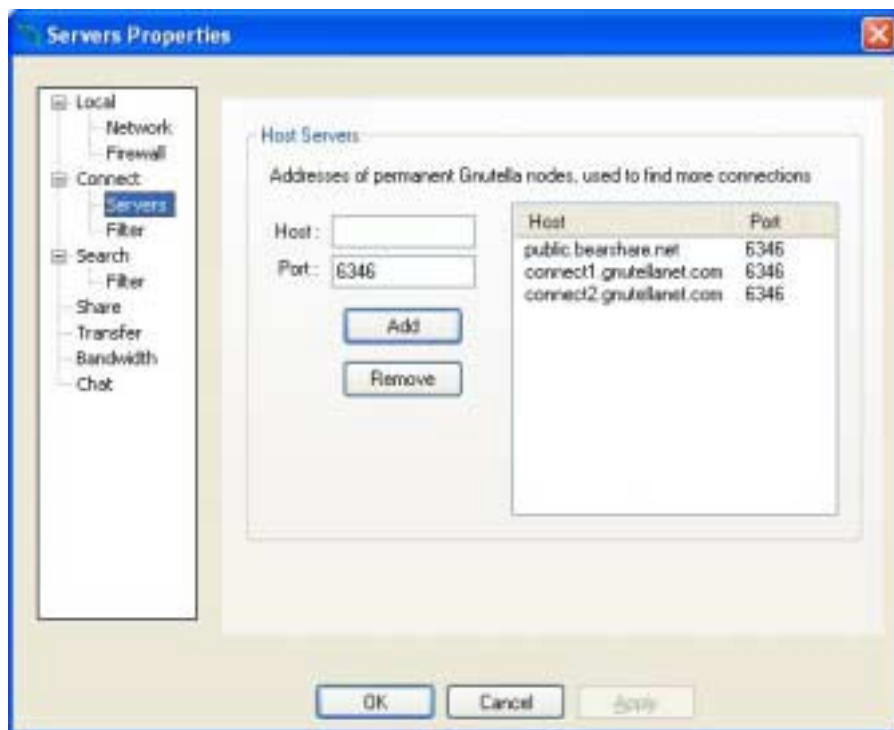 Servers Properties
Local
Network
Firewall
Connect
Servers
Filter
Search
Filter
Share
Transfer
Bandwidth
Chat
Host Servers
Addresses of permanent Gnutella nodes, used to find more connections
Host :
Port : 6346
Add
Remove
Host Port
public.bearshare.net 6346
connect1.gnutellanet.com 6346
connect2.gnutellanet.com 6346
OK Cancel Apply